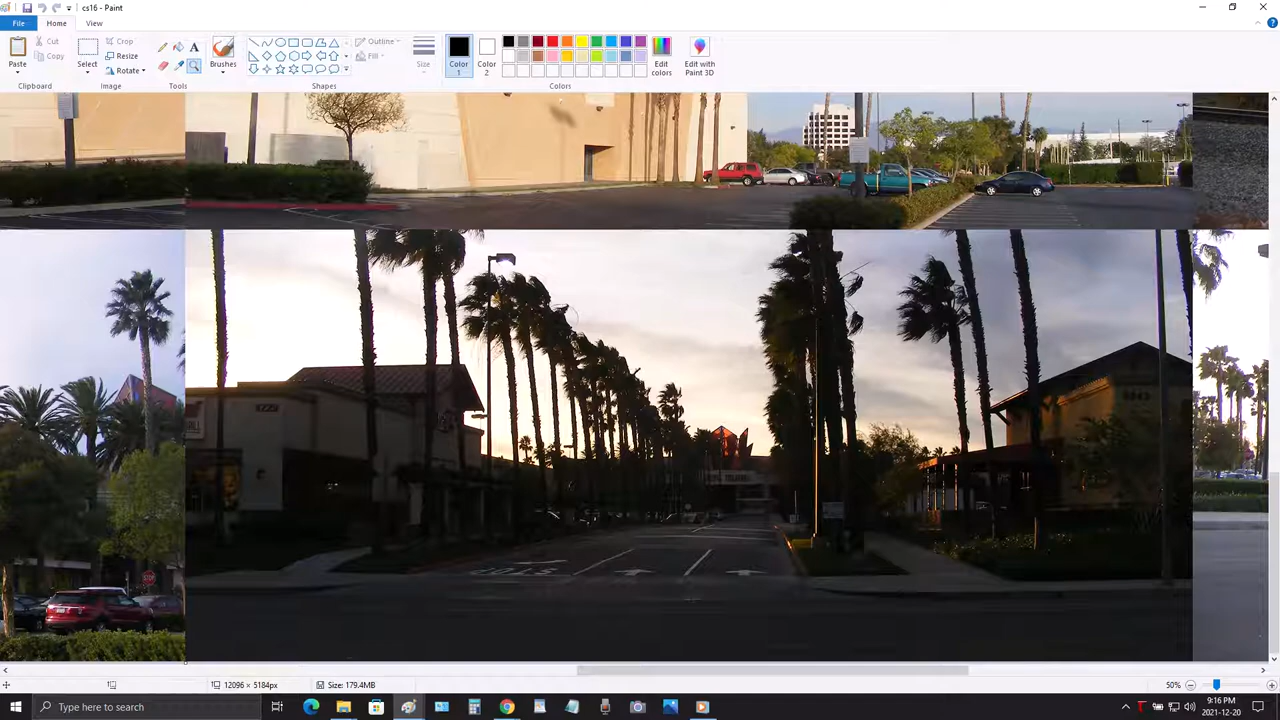 cs16 - Paint
File
Home
View
Paste
Cut
Copy
Clipboard
Select
Crop
Resize
Rotate
Image
A
Tools
Brushes
Outline
Fill
Shapes
Size
Color
1
Color
2
Edit
colors
Edit with
Paint 3D
Colors
STOP
12096 × 5184px
Size: 179.4MB
50%
Type here to search
9:16 PM
2021-12-20